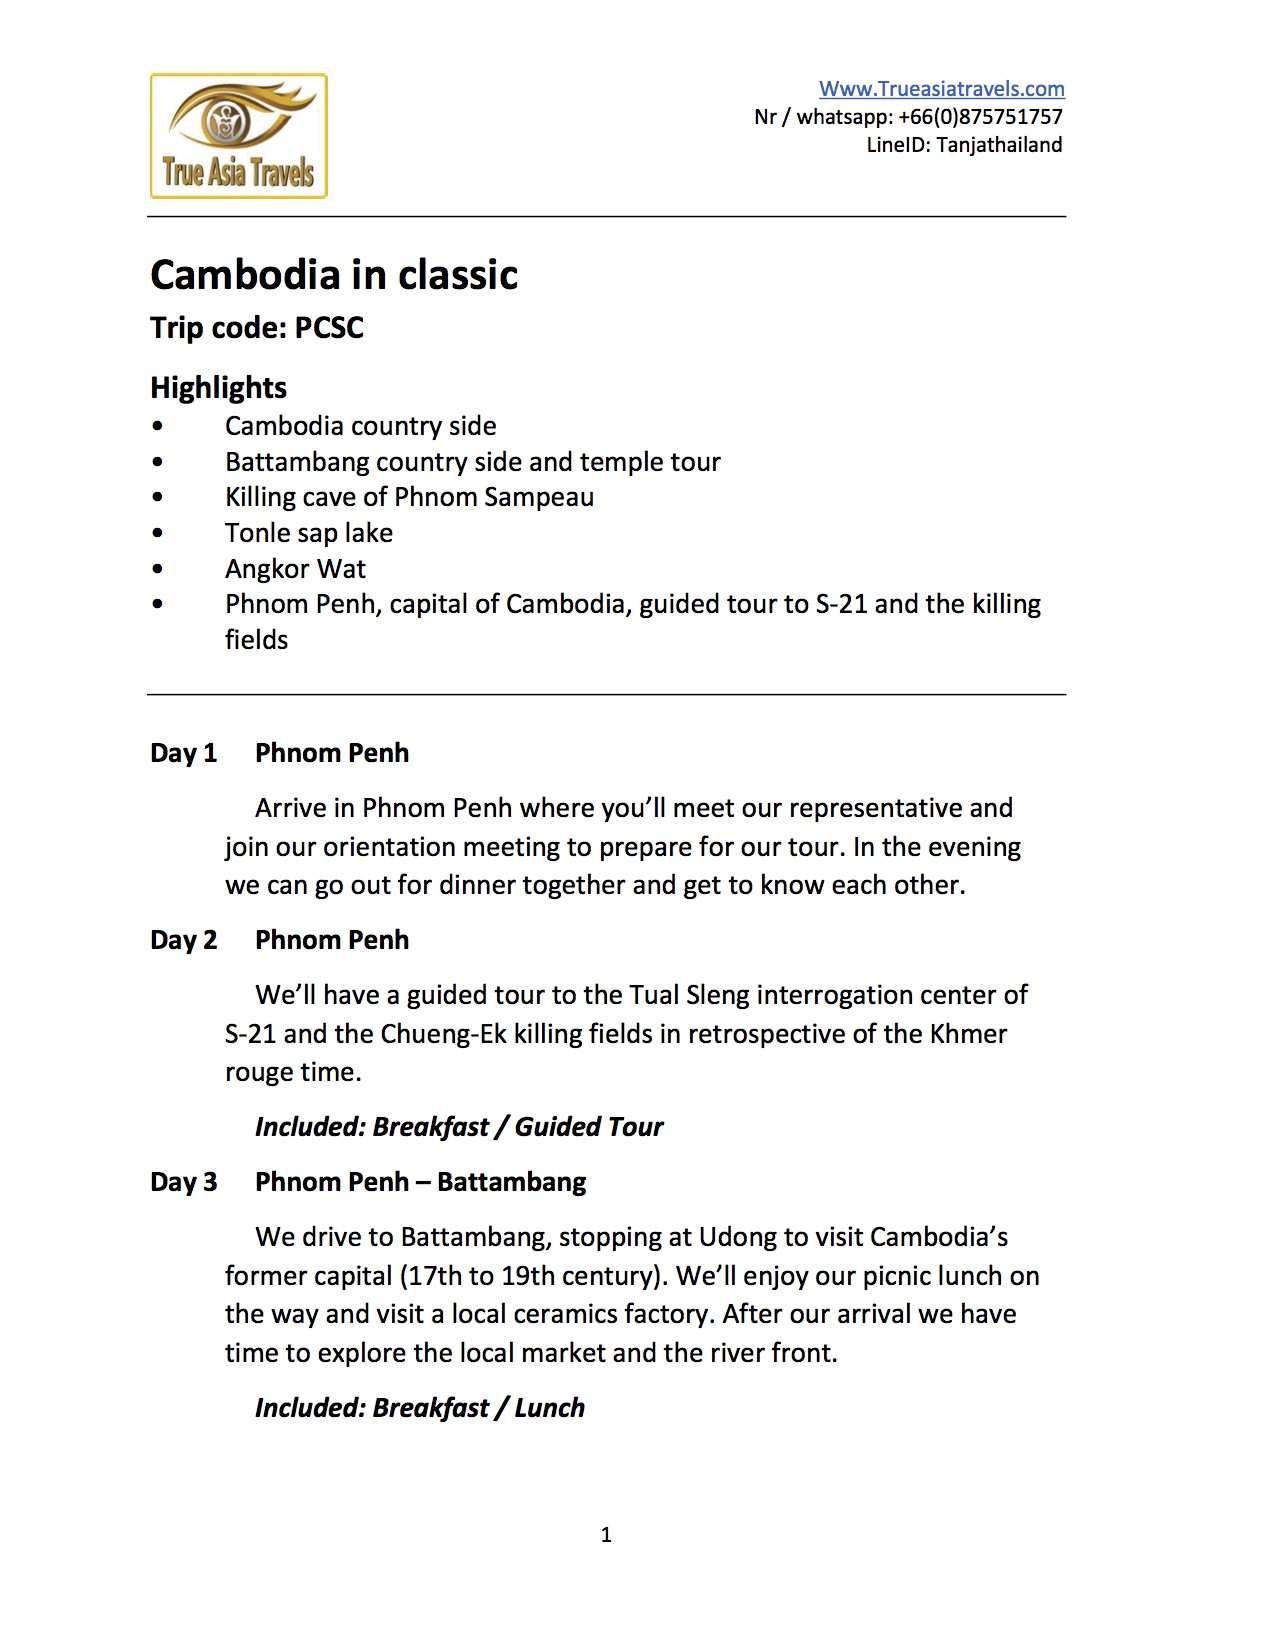 True Asia Travels
Www.Trueasiatravels.com
Nr / whatsapp: +66(0)875751757
LineID: Tanjathailand
Cambodia in classic
Trip code: PCSC
Highlights
• Cambodia country side
• Battambang country side and temple tour
• Killing cave of Phnom Sampeau
• Tonle sap lake
• Angkor Wat
• Phnom Penh, capital of Cambodia, guided tour to S-21 and the killing
fields
Day 1 Phnom Penh
Arrive in Phnom Penh where you’ll meet our representative and
join our orientation meeting to prepare for our tour. In the evening
we can go out for dinner together and get to know each other.
Day 2 Phnom Penh
We’ll have a guided tour to the Tual Sleng interrogation center of
S-21 and the Chueng-Ek killing fields in retrospective of the Khmer
rouge time.
Included: Breakfast / Guided Tour
Day 3 Phnom Penh – Battambang
We drive to Battambang, stopping at Udong to visit Cambodia’s
former capital (17th to 19th century). We’ll enjoy our picnic lunch on
the way and visit a local ceramics factory. After our arrival we have
time to explore the local market and the river front.
Included: Breakfast / Lunch
1